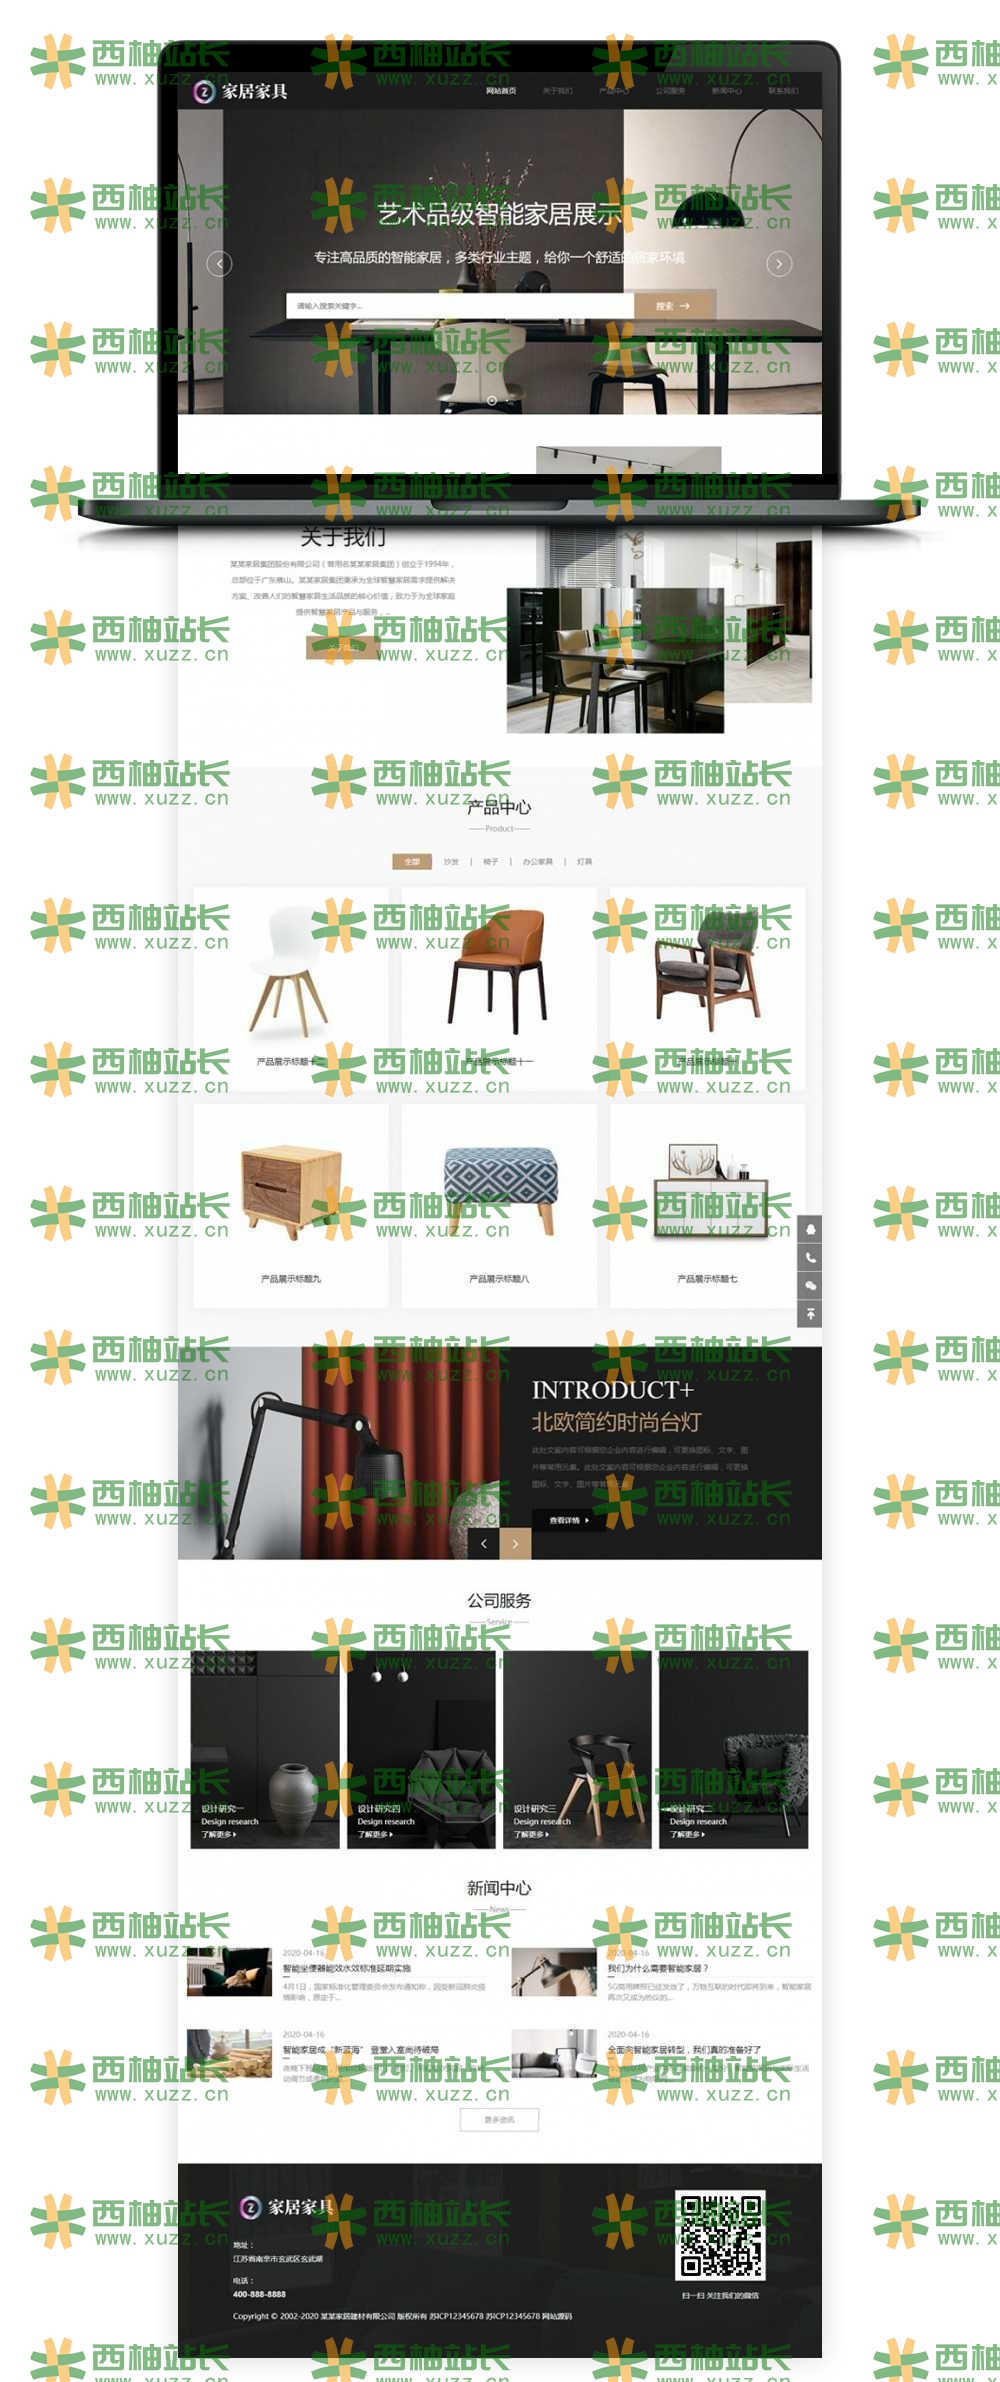 家居家具
网站首页 关于我们 产品中心 公司服务 新闻中心 联系我们
艺术品级智能家居展示
专注高品质的智能家居，多类行业主题，给你一个舒适的居家环境
请输入搜索关键字...
搜索
关于我们
某某家居集团股份有限公司（曾用名某某家居集团）创立于1994年，
总部位于广东佛山。某某家居集团秉承为全球智慧家居需求提供解决
方案、改善人们的智慧家居生活品质的核心价值，致力于为全球家庭
提供智慧家居产品与服务，...
关于我们
产品中心
Product
全部 沙发 | 椅子 | 办公家具 | 灯具
产品展示标题十二
产品展示标题十一
产品展示标题十
产品展示标题九
产品展示标题八
产品展示标题七
INTRODUCT+
北欧简约时尚台灯
此处文案内容可根据您企业内容进行编辑，可更换图标、文字、图
片等常用元素。此处文案内容可根据您企业内容进行编辑，可更换
图标、文字、图片等常用元素。
查看详情
公司服务
Service
设计研究一
Design research
了解更多
设计研究四
Design research
了解更多
设计研究三
Design research
了解更多
设计研究二
Design research
了解更多
新闻中心
News
2020-04-16
智能坐便器能效水效标准延期实施
4月1日，国家标准化管理委员会发布通知称，因受新冠肺炎疫
情影响，原定于...
2020-04-16
我们为什么需要智能家居？
5G商用牌照已经发放了，万物互联的时代即将到来，智能家居
再次又成为热议的...
2020-04-16
智能家居成“新蓝海” 登堂入室尚待破局
2020-04-16
全面向智能家居转型，我们真的准备好了
更多资讯
家居家具
地址：
江苏省南京市玄武区玄武湖
电话：
400-888-8888
Copyright © 2002-2020 某某家居建材有限公司 版权所有 苏ICP12345678 苏ICP12345678 网站源码
扫一扫 关注我们的微信
西柚站长
www.xuzz.cn